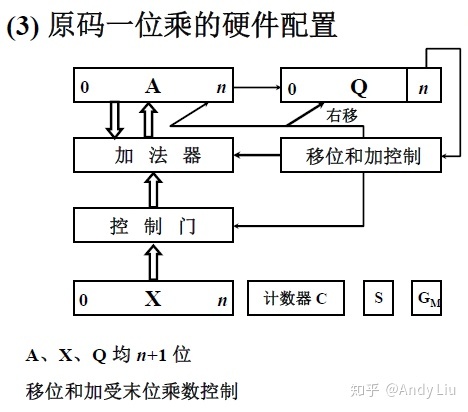 (3) 原码一位乘的硬件配置
0 A n
0 Q n
右移
加 法 器
移位和加控制
控 制 门
0 X n
计数器 C
S
GM
A、X、Q 均 n+1 位
移位和加受末位乘数控制
知乎 @Andy Liu